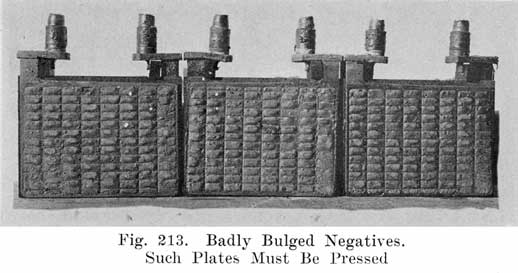 Fig. 213. Badly Bulged Negatives.
Such Plates Must Be Pressed